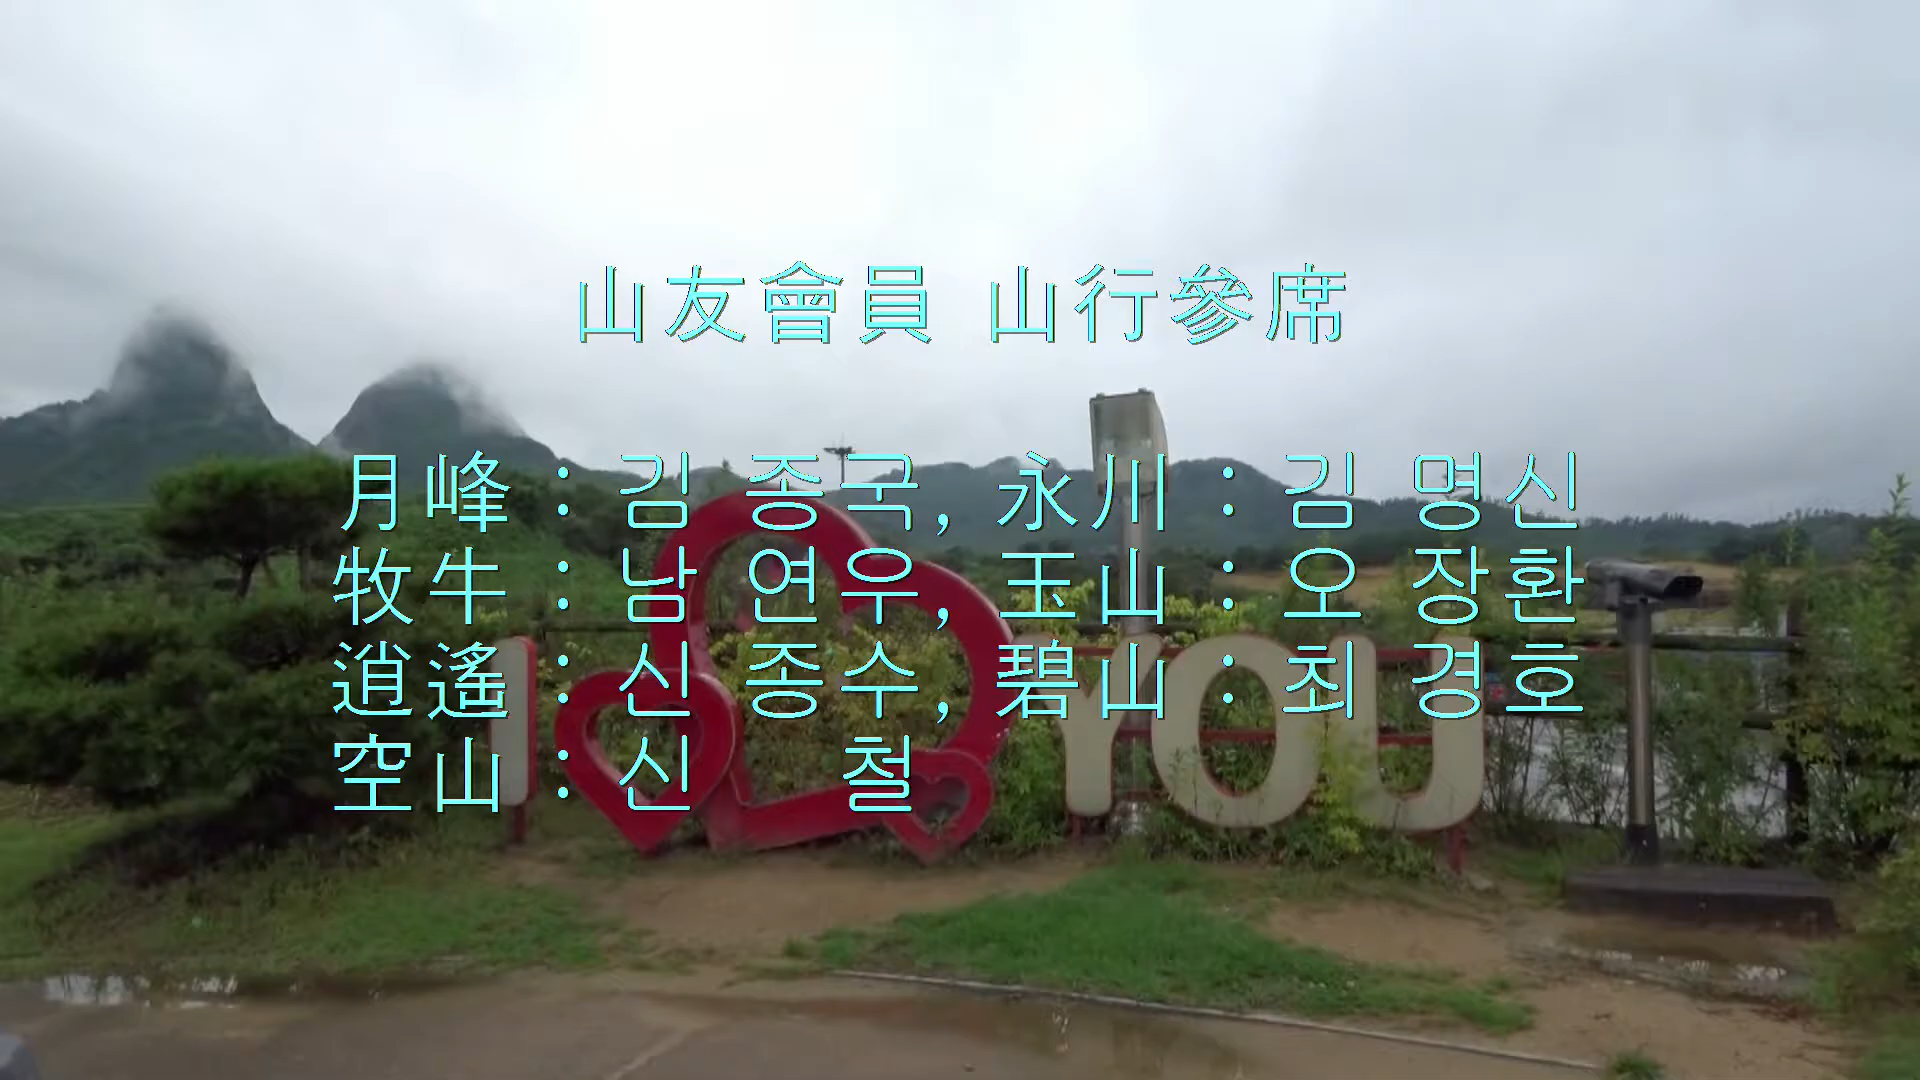 山友會員 山行參席
月峰 : 김 종국, 永川 : 김 명신
牧牛 : 남 연우, 玉山 : 오 장환
逍遙 : 신 종수, 碧山 : 최 경호
空山 : 신 철
I YOU